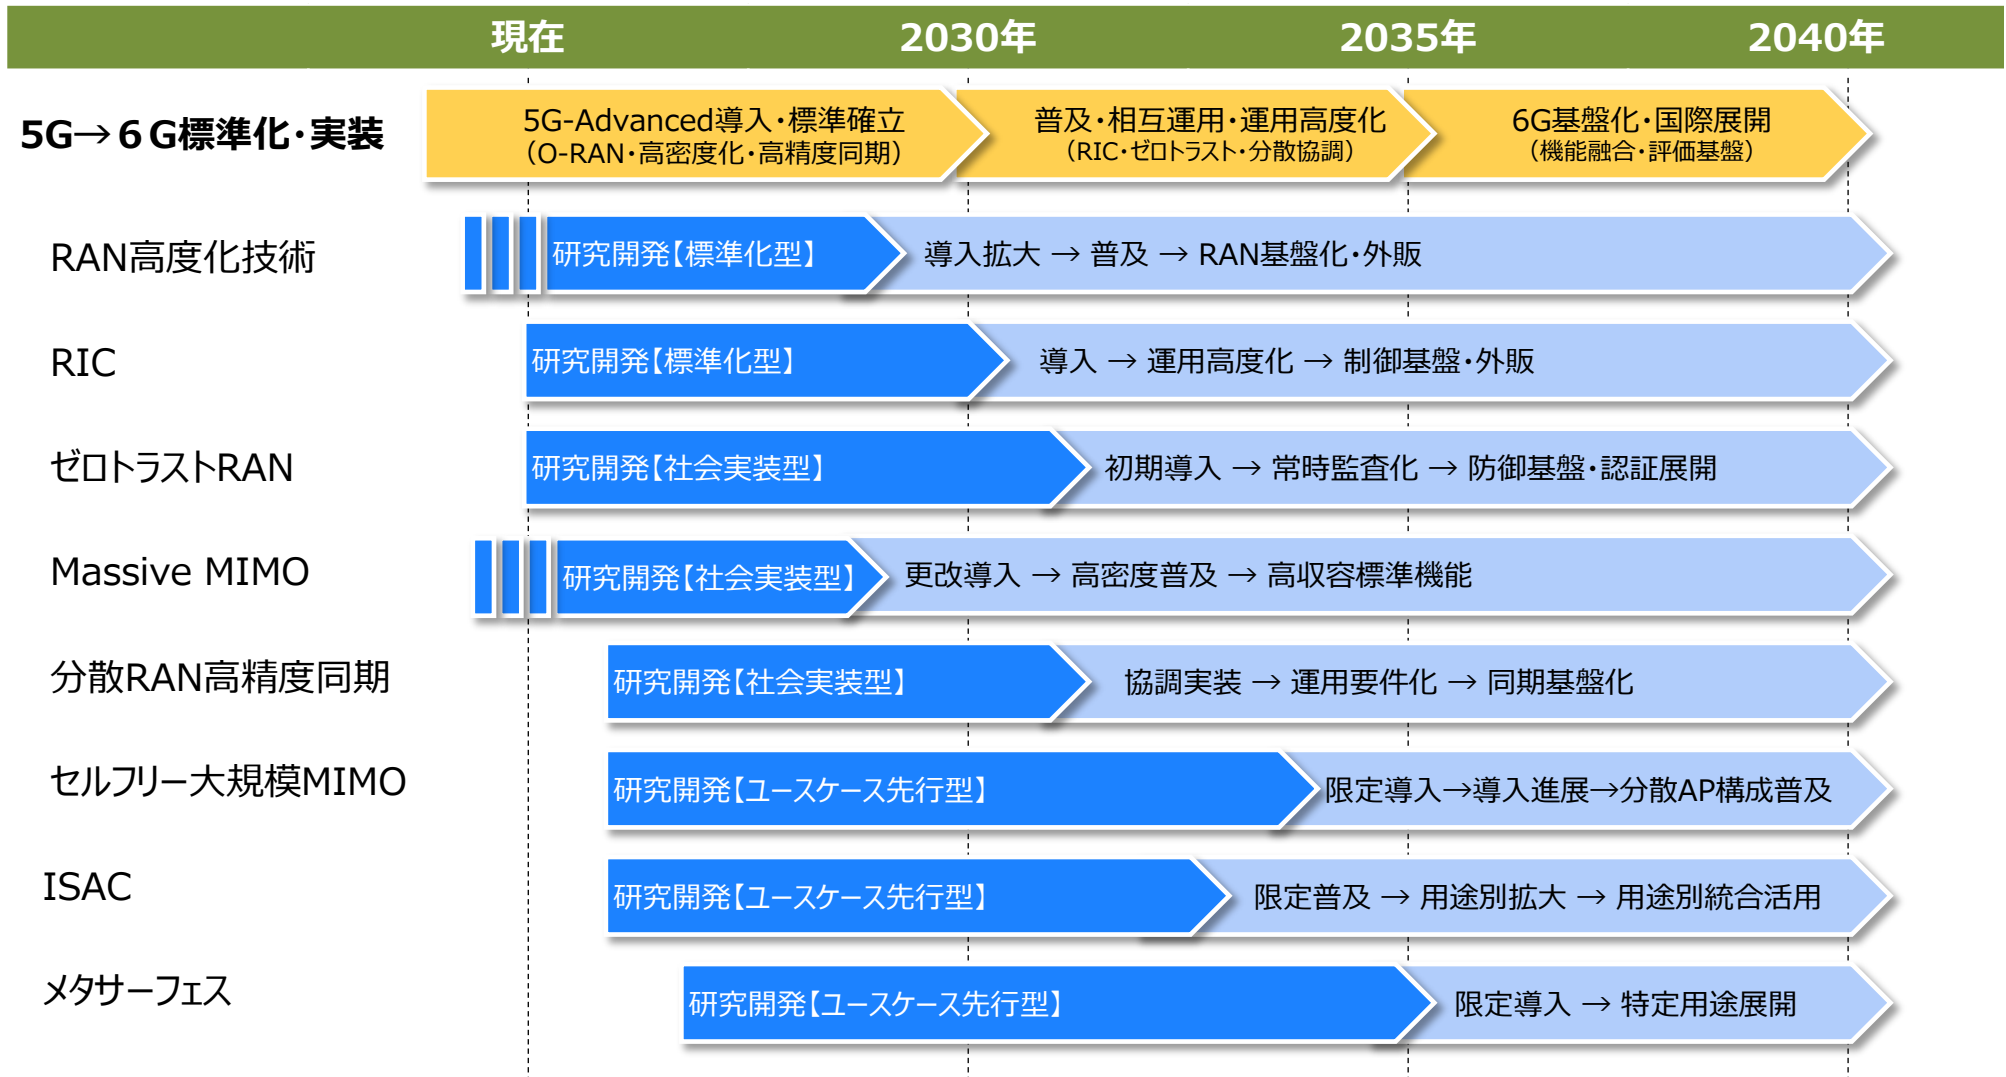 現在 2030年 2035年 2040年
5G→６G標準化・実装
5G-Advanced導入・標準確立
（O-RAN・高密度化・高精度同期）
普及・相互運用・運用高度化
（RIC・ゼロトラスト・分散協調）
6G基盤化・国際展開
（機能融合・評価基盤）
RAN高度化技術
研究開発【標準化型】
導入拡大 → 普及 → RAN基盤化・外販
RIC
研究開発【標準化型】
導入 → 運用高度化 → 制御基盤・外販
ゼロトラストRAN
研究開発【社会実装型】
初期導入 → 常時監査化 → 防御基盤・認証展開
Massive MIMO
研究開発【社会実装型】
更改導入 → 高密度普及 → 高収容標準機能
分散RAN高精度同期
研究開発【社会実装型】
協調実装 → 運用要件化 → 同期基盤化
セルフリー大規模MIMO
研究開発【ユースケース先行型】
限定導入→導入進展→分散AP構成普及
ISAC
研究開発【ユースケース先行型】
限定普及 → 用途別拡大 → 用途別統合活用
メタサーフェス
研究開発【ユースケース先行型】
限定導入 → 特定用途展開